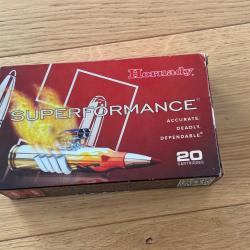 Hornady
SUPERFORMANCE
ACCURATE.
DEADLY.
DEPENDABLE.
20
CARTRIDGES